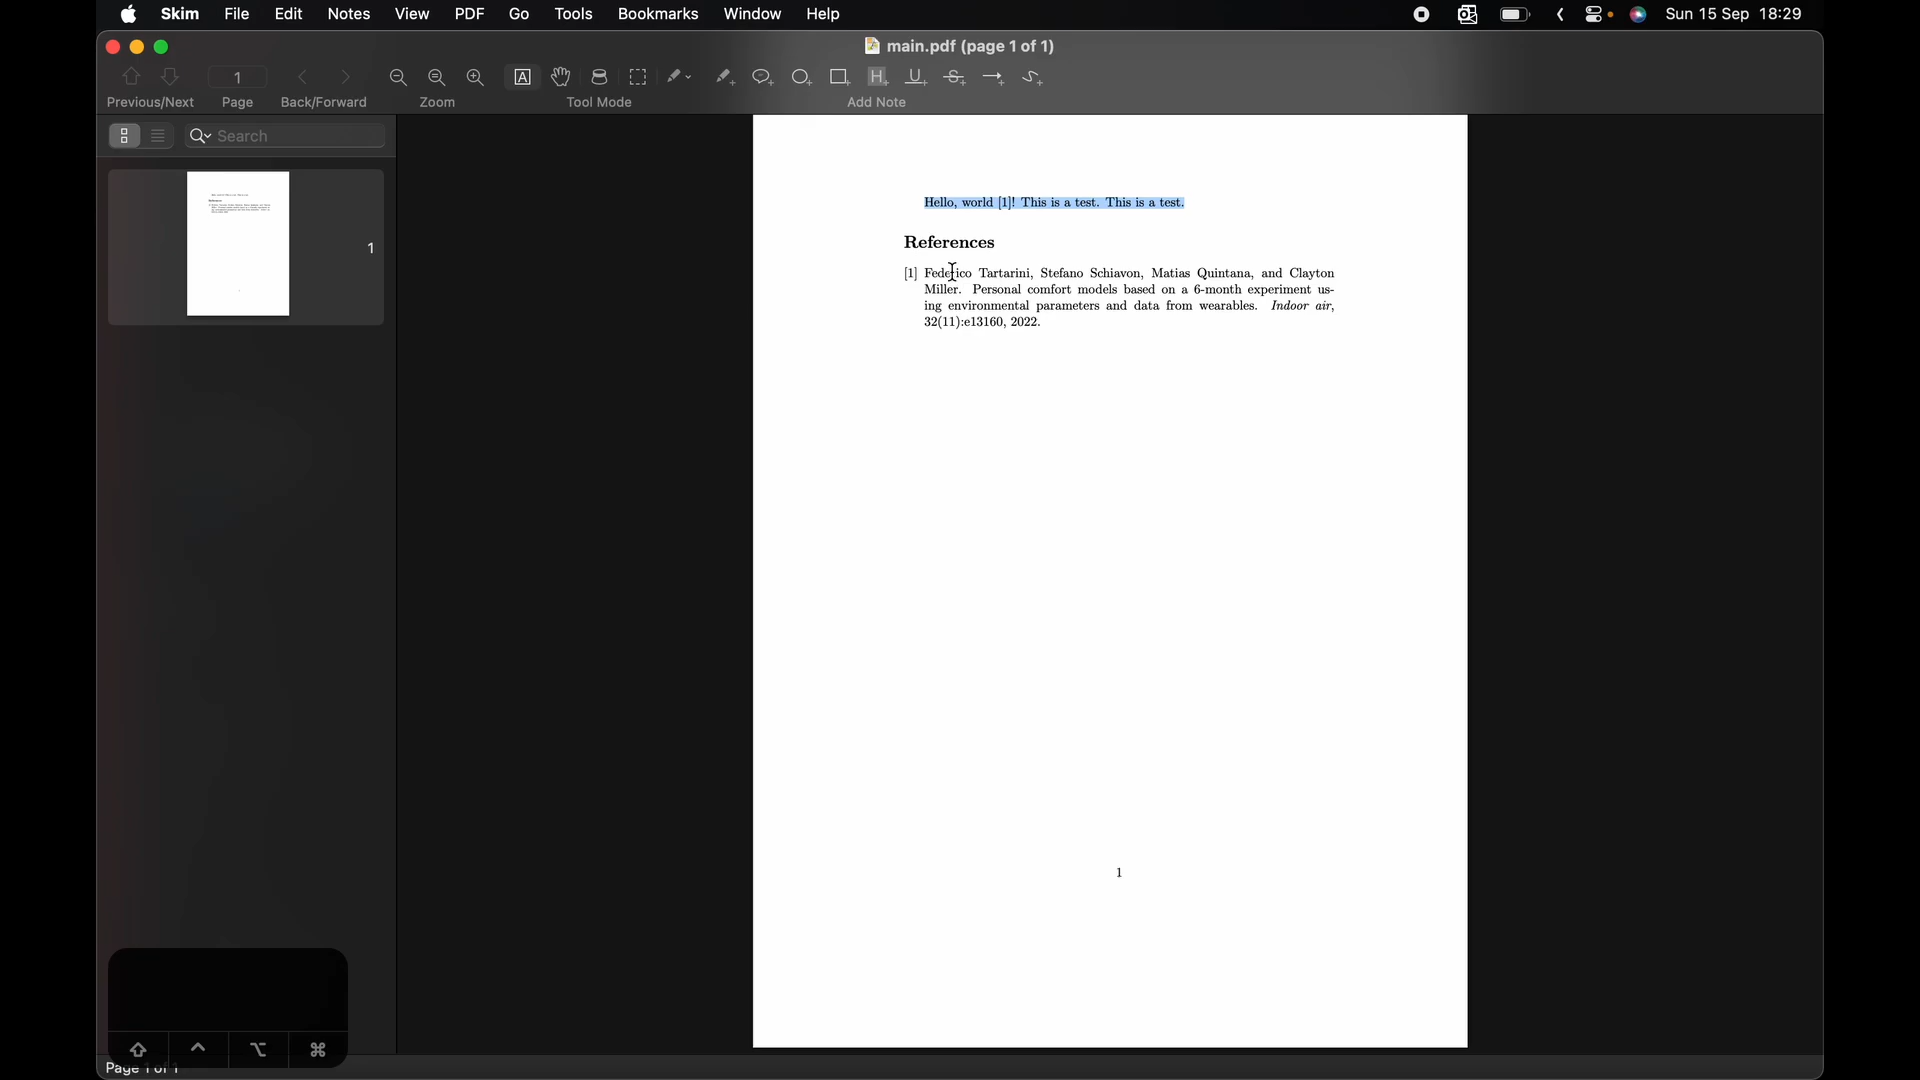 Skim File Edit Notes View PDF Go Tools Bookmarks Window Help Sun 15 Sep 18:29
main.pdf (page 1 of 1)
1
Previous/Next Page Back/Forward Zoom Tool Mode Add Note
Search
1
Hello, world [1]! This is a test. This is a test.
References
[1] Federico Tartarini, Stefano Schiavon, Matias Quintana, and Clayton
Miller. Personal comfort models based on a 6-month experiment us-
ing environmental parameters and data from wearables. Indoor air,
32(11):e13160, 2022.
1
Page 1 of 1